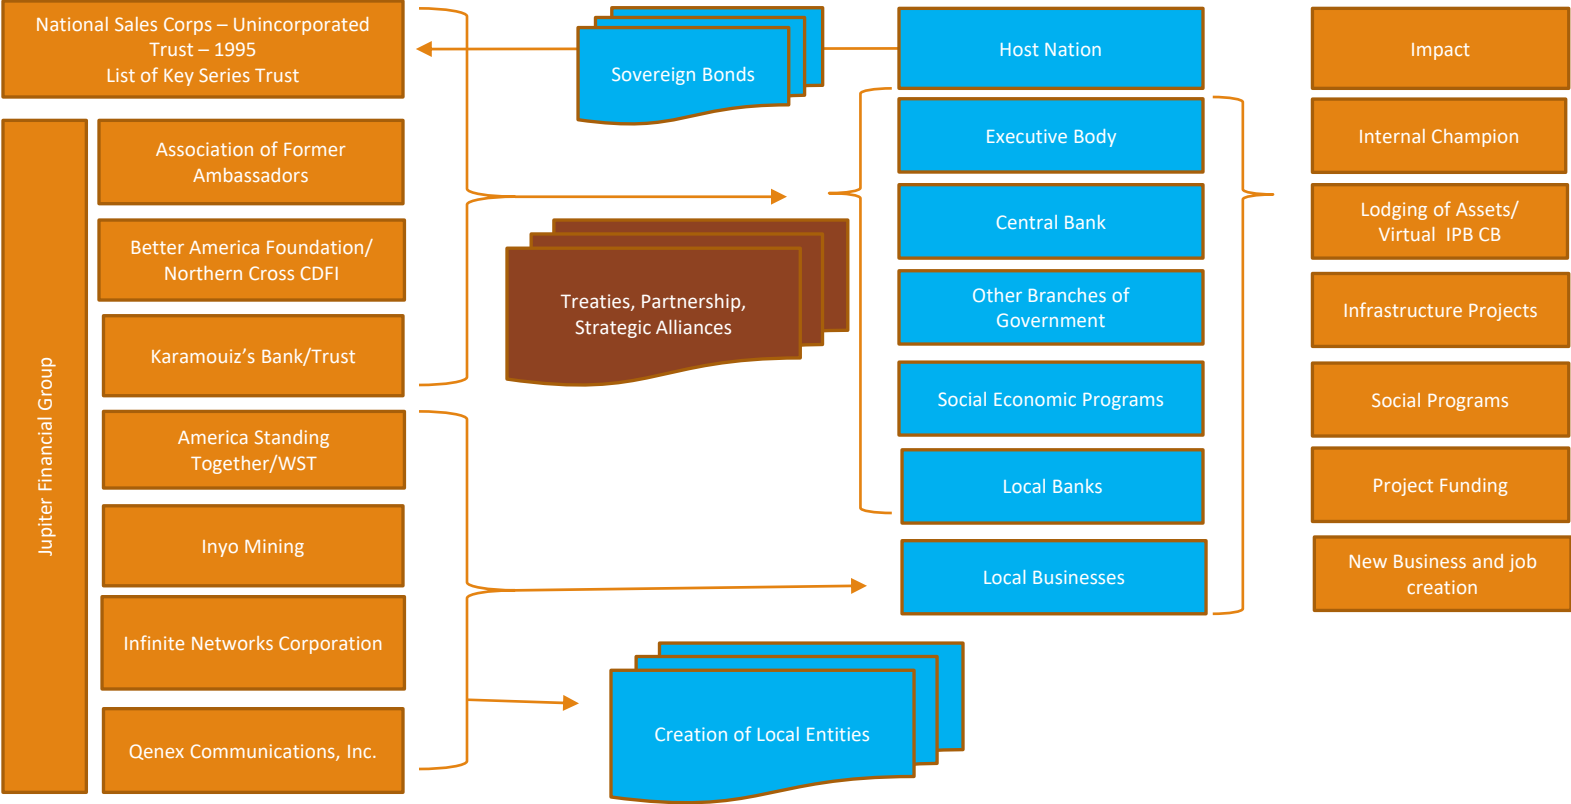 National Sales Corps – Unincorporated
Trust – 1995
List of Key Series Trust
Sovereign Bonds
Host Nation
Impact
Jupiter Financial Group
Association of Former
Ambassadors
Executive Body
Internal Champion
Better America Foundation/
Northern Cross CDFI
Central Bank
Lodging of Assets/
Virtual IPB CB
Treaties, Partnership,
Strategic Alliances
Other Branches of
Government
Infrastructure Projects
Karamouiz's Bank/Trust
Social Economic Programs
Social Programs
America Standing
Together/WST
Local Banks
Project Funding
Inyo Mining
Local Businesses
New Business and job
creation
Infinite Networks Corporation
Qenex Communications, Inc.
Creation of Local Entities